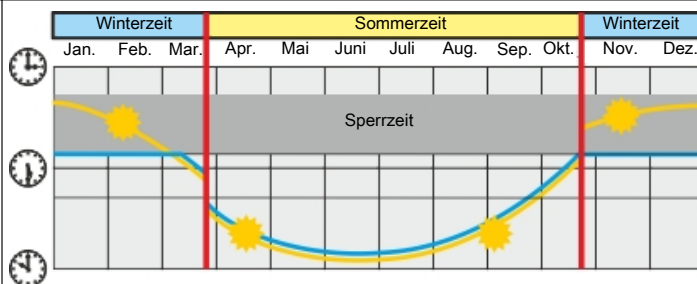 Winterzeit Sommerzeit Winterzeit
Jan. Feb. Mar. Apr. Mai Juni Juli Aug. Sep. Okt. Nov. Dez.
Sperrzeit